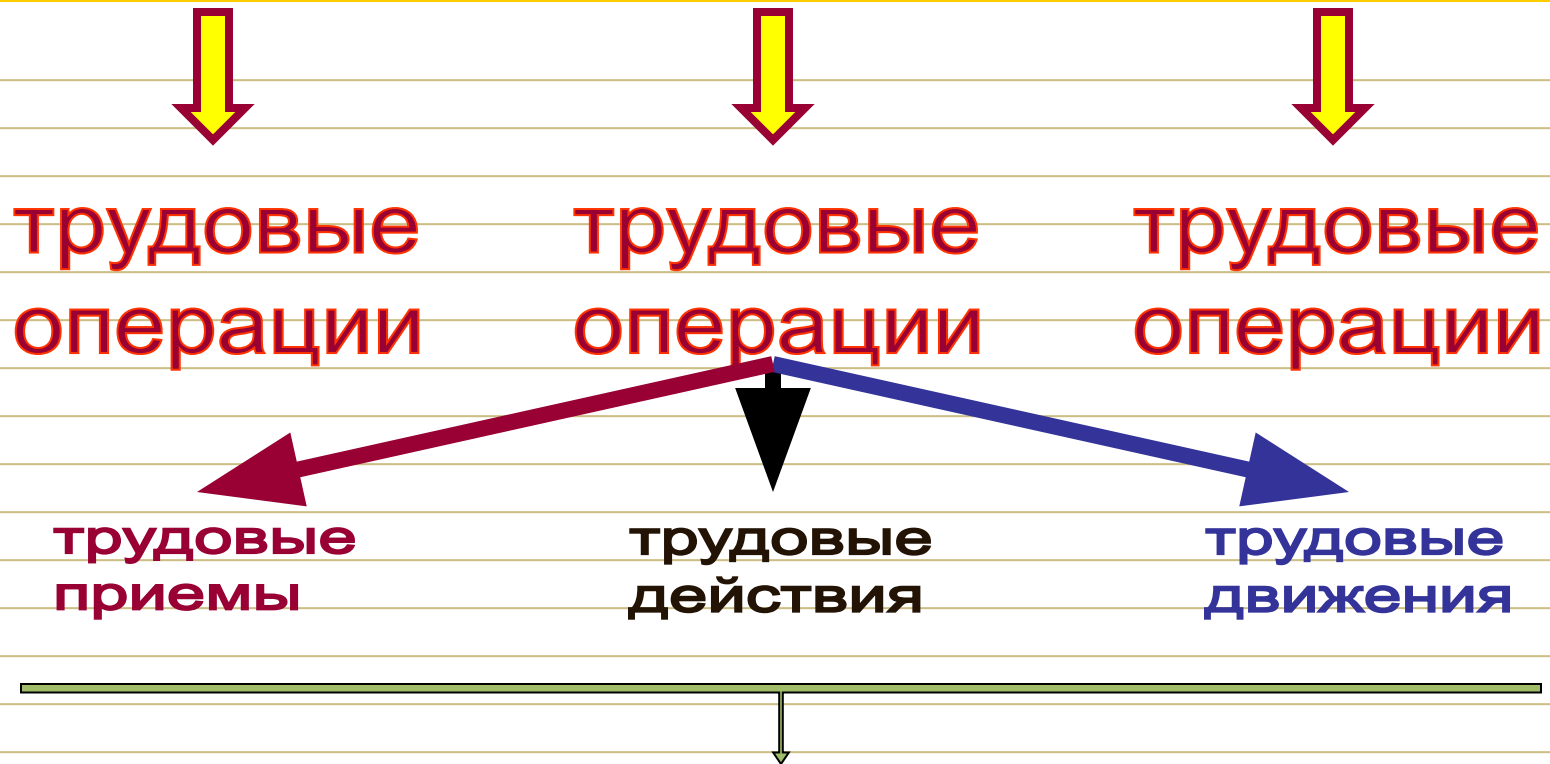 трудовые трудовые трудовые
операции операции операции
трудовые трудовые трудовые
приемы действия движения